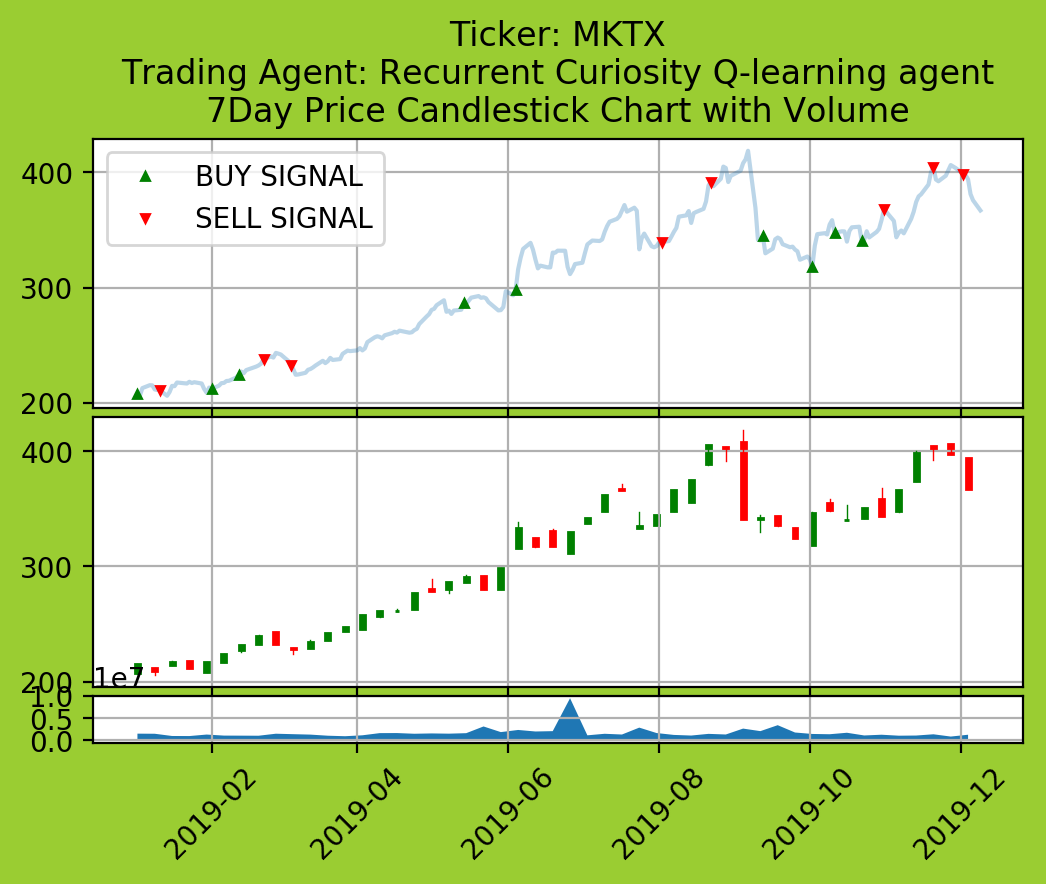 Ticker: MKTX
Trading Agent: Recurrent Curiosity Q-learning agent
7Day Price Candlestick Chart with Volume
BUY SIGNAL
SELL SIGNAL
400
300
200
400
300
200
1e7
1.0
0.5
0.0
2019-02
2019-04
2019-06
2019-08
2019-10
2019-12